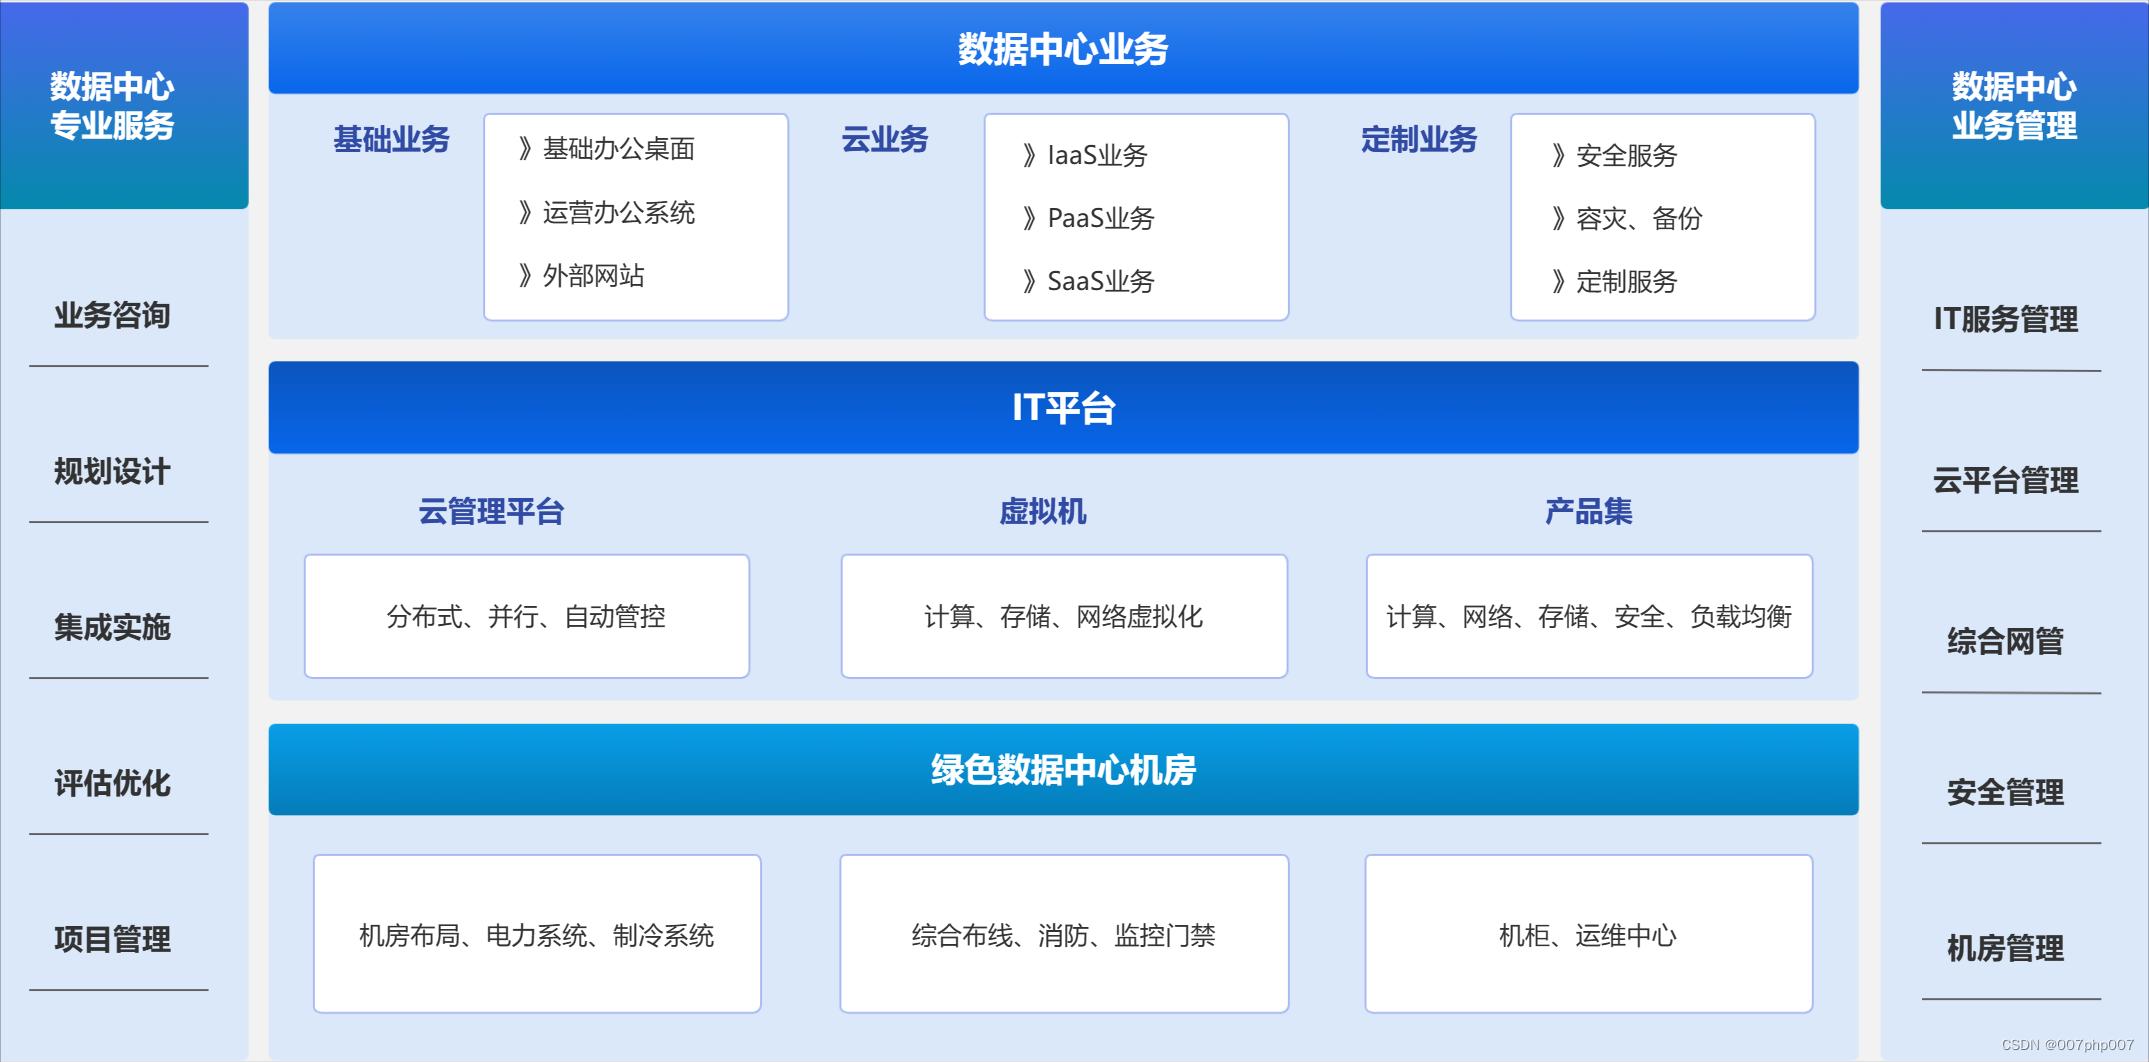 数据中心
专业服务
业务咨询
规划设计
集成实施
评估优化
项目管理
数据中心业务
基础业务
》基础办公桌面
》运营办公系统
》外部网站
云业务
》IaaS业务
》PaaS业务
》SaaS业务
定制业务
》安全服务
》容灾、备份
》定制服务
IT平台
云管理平台
分布式、并行、自动管控
虚拟机
计算、存储、网络虚拟化
产品集
计算、网络、存储、安全、负载均衡
绿色数据中心机房
机房布局、电力系统、制冷系统
综合布线、消防、监控门禁
机柜、运维中心
数据中心
业务管理
IT服务管理
云平台管理
综合网管
安全管理
机房管理
CSDN @007php007